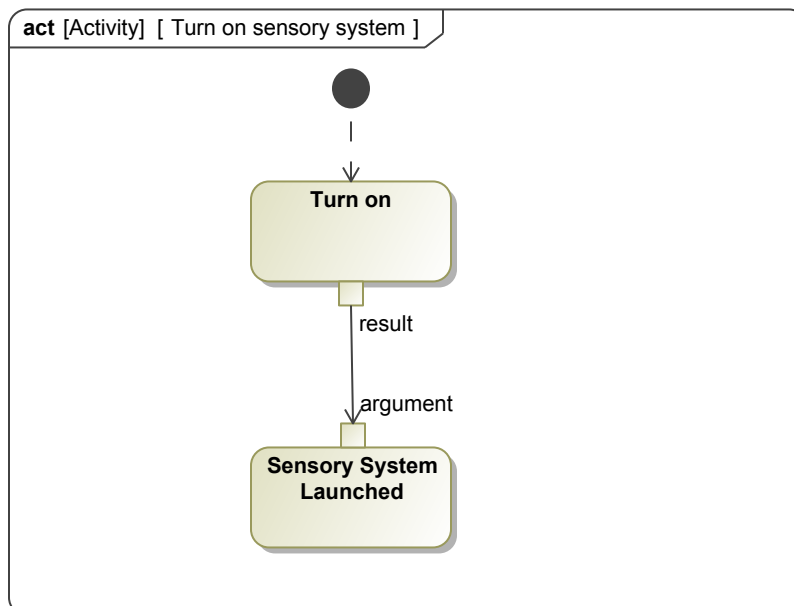 act [Activity] [ Turn on sensory system ]
Turn on
result
argument
Sensory System
Launched